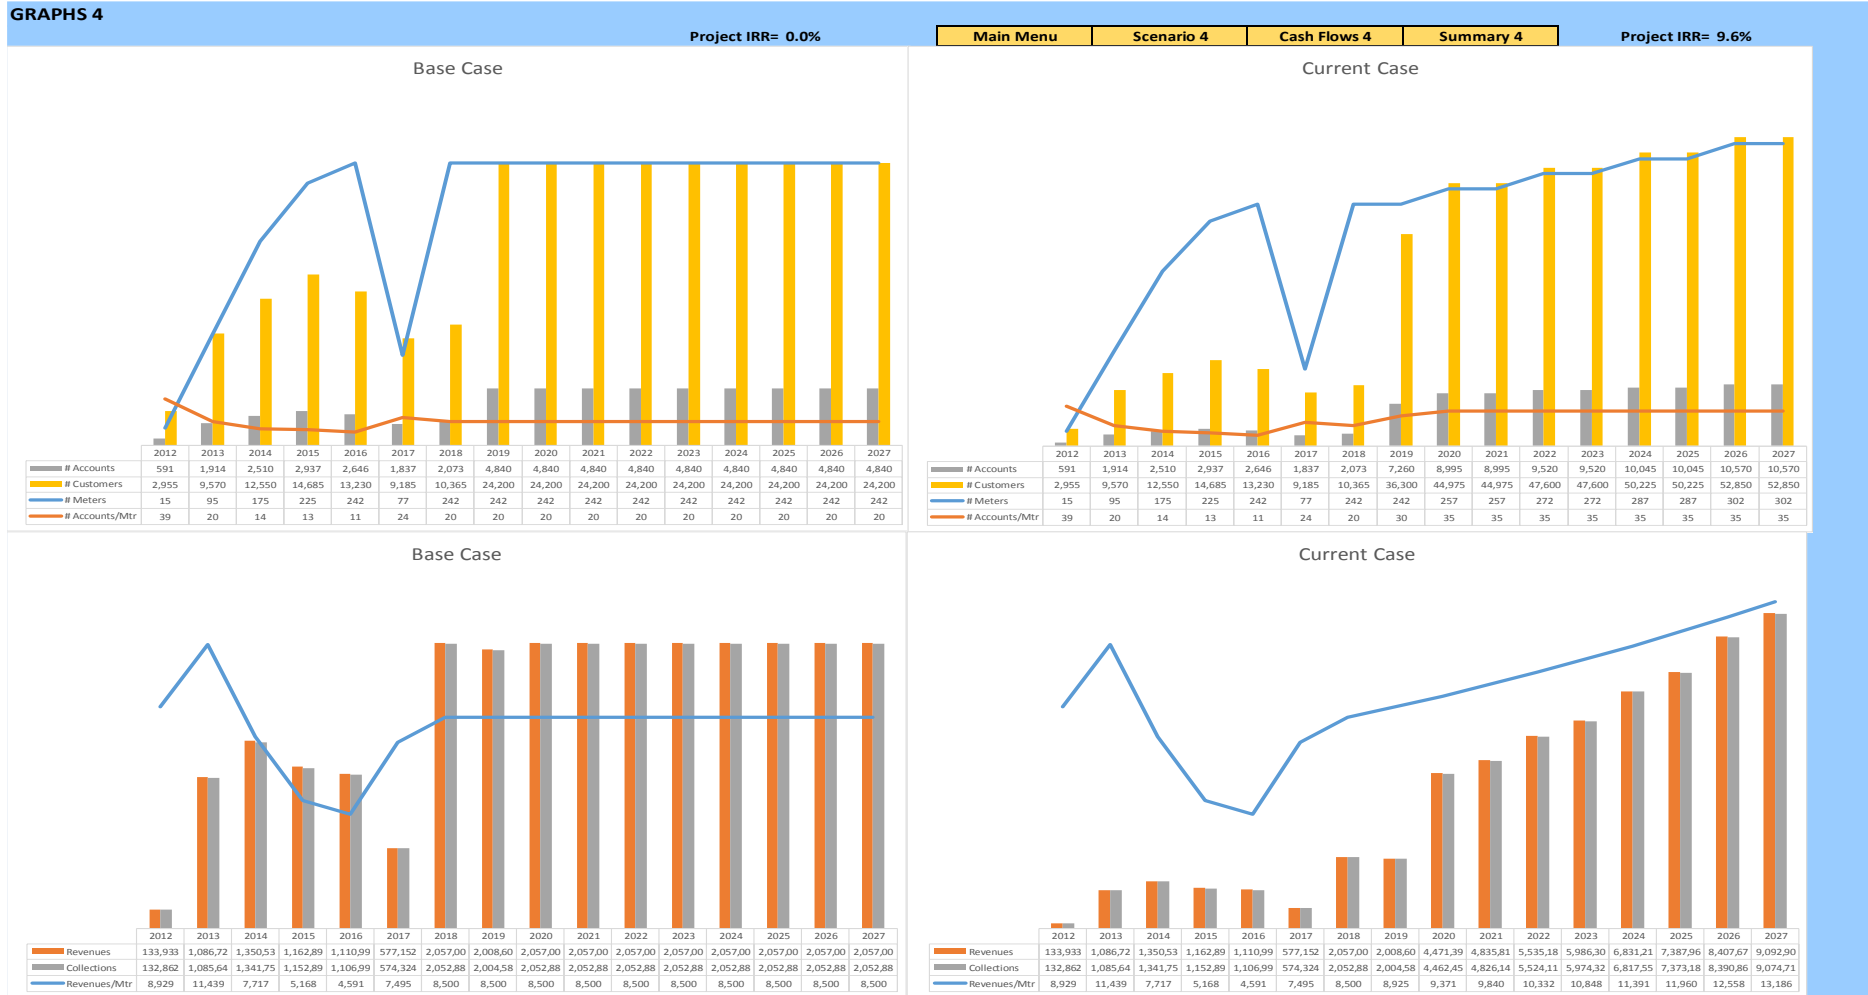 GRAPHS 4
Project IRR= 0.0%
Main Menu
Scenario 4
Cash Flows 4
Summary 4
Project IRR= 9.6%
Base Case
2012 2013 2014 2015 2016 2017 2018 2019 2020 2021 2022 2023 2024 2025 2026 2027
# Accounts 591 1,914 2,510 2,937 2,646 1,837 2,073 4,840 4,840 4,840 4,840 4,840 4,840 4,840 4,840 4,840
# Customers 2,955 9,570 12,550 14,685 13,230 9,185 10,365 24,200 24,200 24,200 24,200 24,200 24,200 24,200 24,200 24,200
# Meters 15 95 175 225 242 77 242 242 242 242 242 242 242 242 242 242
# Accounts/Mtr 39 20 14 13 11 24 20 20 20 20 20 20 20 20 20 20
Current Case
2012 2013 2014 2015 2016 2017 2018 2019 2020 2021 2022 2023 2024 2025 2026 2027
# Accounts 591 1,914 2,510 2,937 2,646 1,837 2,073 7,260 8,995 8,995 9,520 9,520 10,045 10,045 10,570 10,570
# Customers 2,955 9,570 12,550 14,685 13,230 9,185 10,365 36,300 44,975 44,975 47,600 47,600 50,225 50,225 52,850 52,850
# Meters 15 95 175 225 242 77 242 242 257 257 272 272 287 287 302 302
# Accounts/Mtr 39 20 14 13 11 24 20 30 35 35 35 35 35 35 35 35
Base Case
2012 2013 2014 2015 2016 2017 2018 2019 2020 2021 2022 2023 2024 2025 2026 2027
Revenues 133,933 1,086,72 1,350,53 1,162,89 1,110,99 577,152 2,057,00 2,008,60 2,057,00 2,057,00 2,057,00 2,057,00 2,057,00 2,057,00 2,057,00 2,057,00
Collections 132,862 1,085,64 1,341,75 1,152,89 1,106,99 574,324 2,052,88 2,004,58 2,052,88 2,052,88 2,052,88 2,052,88 2,052,88 2,052,88 2,052,88 2,052,88
Revenues/Mtr 8,929 11,439 7,717 5,168 4,591 7,495 8,500 8,500 8,500 8,500 8,500 8,500 8,500 8,500 8,500 8,500
Current Case
2012 2013 2014 2015 2016 2017 2018 2019 2020 2021 2022 2023 2024 2025 2026 2027
Revenues 133,933 1,086,72 1,350,53 1,162,89 1,110,99 577,152 2,057,00 2,008,60 4,471,39 4,835,81 5,535,18 5,986,30 6,831,21 7,387,96 8,407,67 9,092,90
Collections 132,862 1,085,64 1,341,75 1,152,89 1,106,99 574,324 2,052,88 2,004,58 4,462,45 4,826,14 5,524,11 5,974,32 6,817,55 7,373,18 8,390,86 9,074,71
Revenues/Mtr 8,929 11,439 7,717 5,168 4,591 7,495 8,500 8,925 9,371 9,840 10,332 10,848 11,391 11,960 12,558 13,186